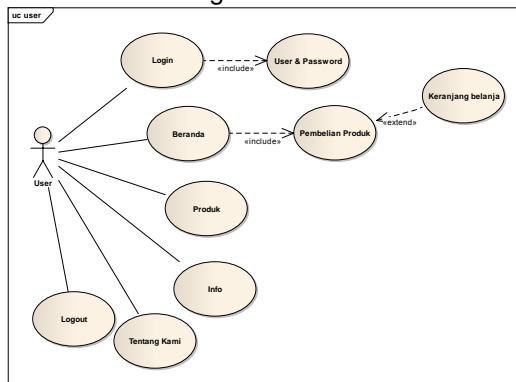 uc user
Login
«include»
User & Password
Keranjang belanja
«extend»
Beranda
«include»
Pembelian Produk
User
Produk
Info
Logout
Tentang Kami